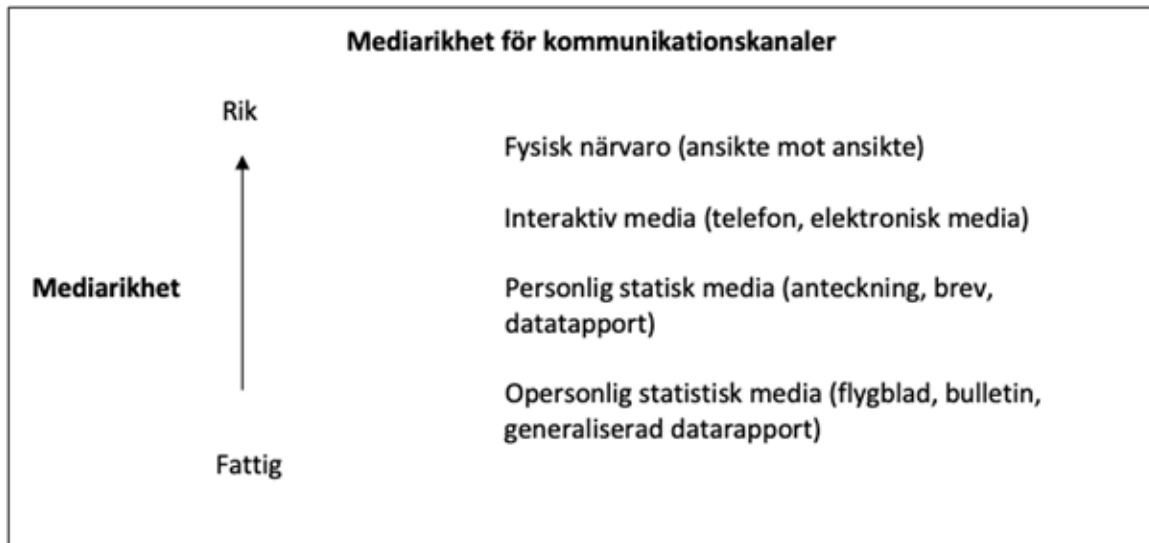 Mediarikhet för kommunikationskanaler
Rik
Fysisk närvaro (ansikte mot ansikte)
Interaktiv media (telefon, elektronisk media)
Mediarikhet
Personlig statisk media (anteckning, brev,
datatapport)
Opersonlig statistisk media (flygblad, bulletin,
generaliserad datarapport)
Fattig